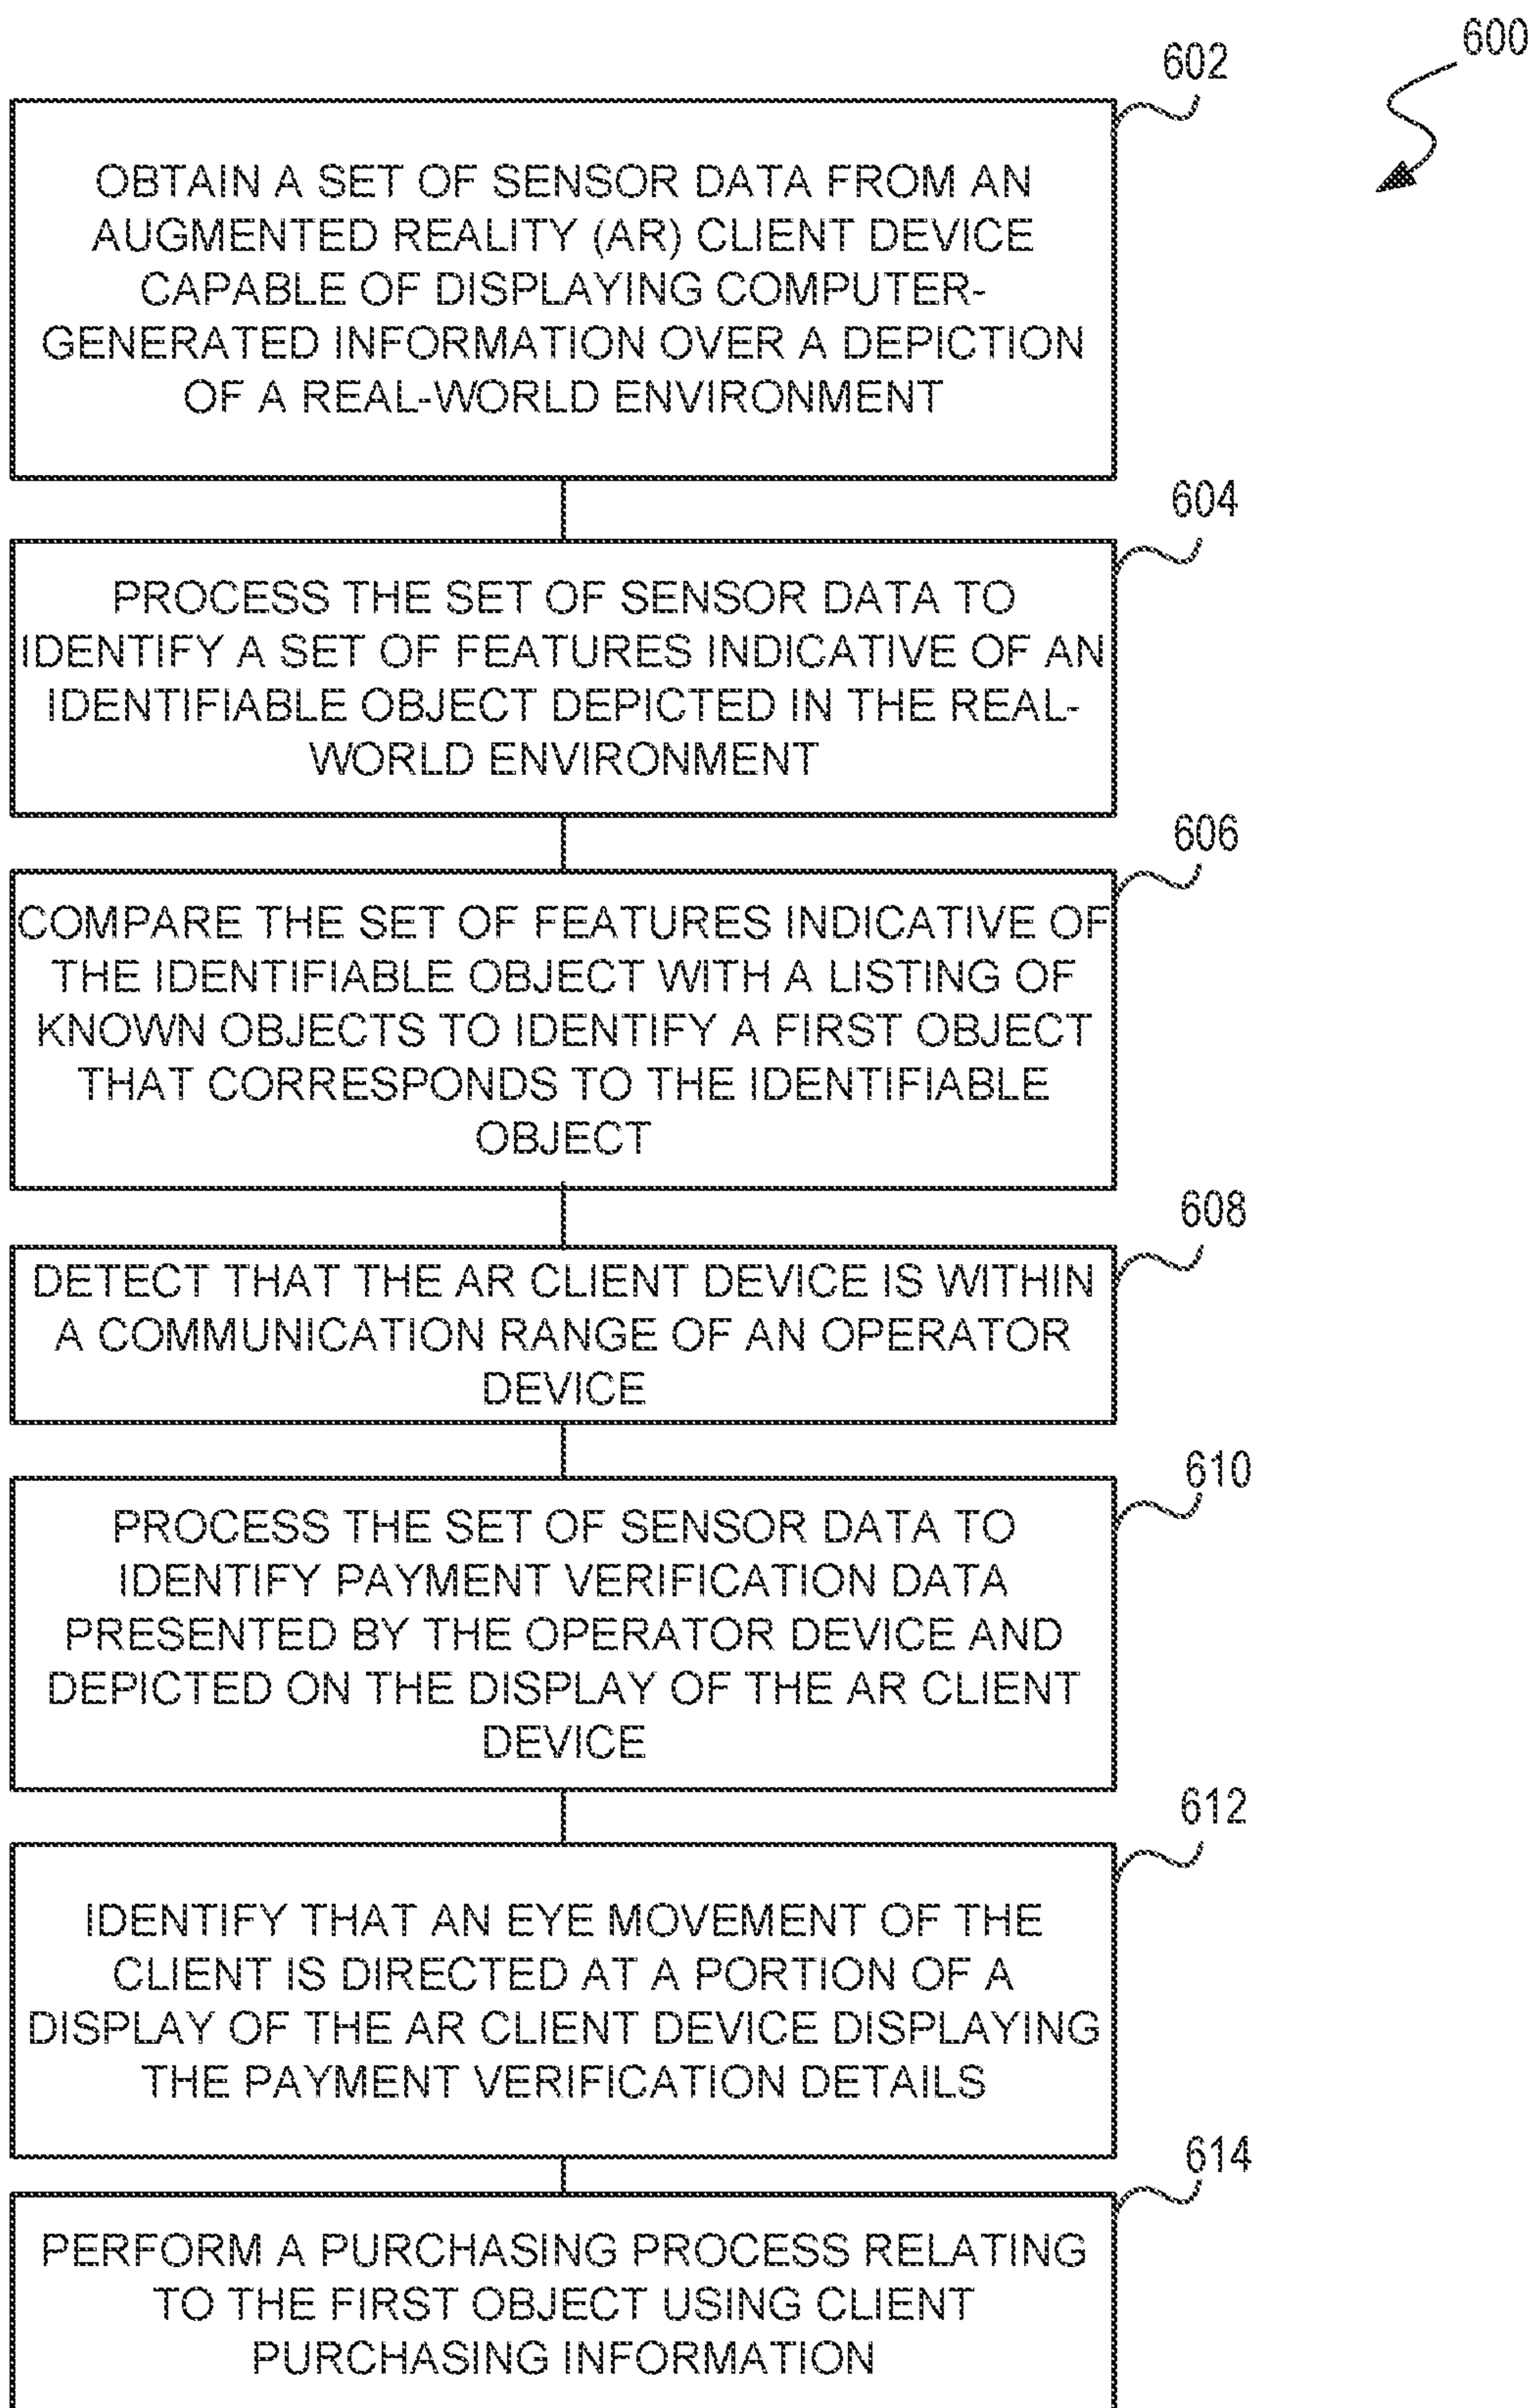 600
602
OBTAIN A SET OF SENSOR DATA FROM AN
AUGMENTED REALITY (AR) CLIENT DEVICE
CAPABLE OF DISPLAYING COMPUTER-
GENERATED INFORMATION OVER A DEPICTION
OF A REAL-WORLD ENVIRONMENT
604
PROCESS THE SET OF SENSOR DATA TO
IDENTIFY A SET OF FEATURES INDICATIVE OF AN
IDENTIFIABLE OBJECT DEPICTED IN THE REAL-
WORLD ENVIRONMENT
606
COMPARE THE SET OF FEATURES INDICATIVE OF
THE IDENTIFIABLE OBJECT WITH A LISTING OF
KNOWN OBJECTS TO IDENTIFY A FIRST OBJECT
THAT CORRESPONDS TO THE IDENTIFIABLE
OBJECT
608
DETECT THAT THE AR CLIENT DEVICE IS WITHIN
A COMMUNICATION RANGE OF AN OPERATOR
DEVICE
610
PROCESS THE SET OF SENSOR DATA TO
IDENTIFY PAYMENT VERIFICATION DATA
PRESENTED BY THE OPERATOR DEVICE AND
DEPICTED ON THE DISPLAY OF THE AR CLIENT
DEVICE
612
IDENTIFY THAT AN EYE MOVEMENT OF THE
CLIENT IS DIRECTED AT A PORTION OF A
DISPLAY OF THE AR CLIENT DEVICE DISPLAYING
THE PAYMENT VERIFICATION DETAILS
614
PERFORM A PURCHASING PROCESS RELATING
TO THE FIRST OBJECT USING CLIENT
PURCHASING INFORMATION